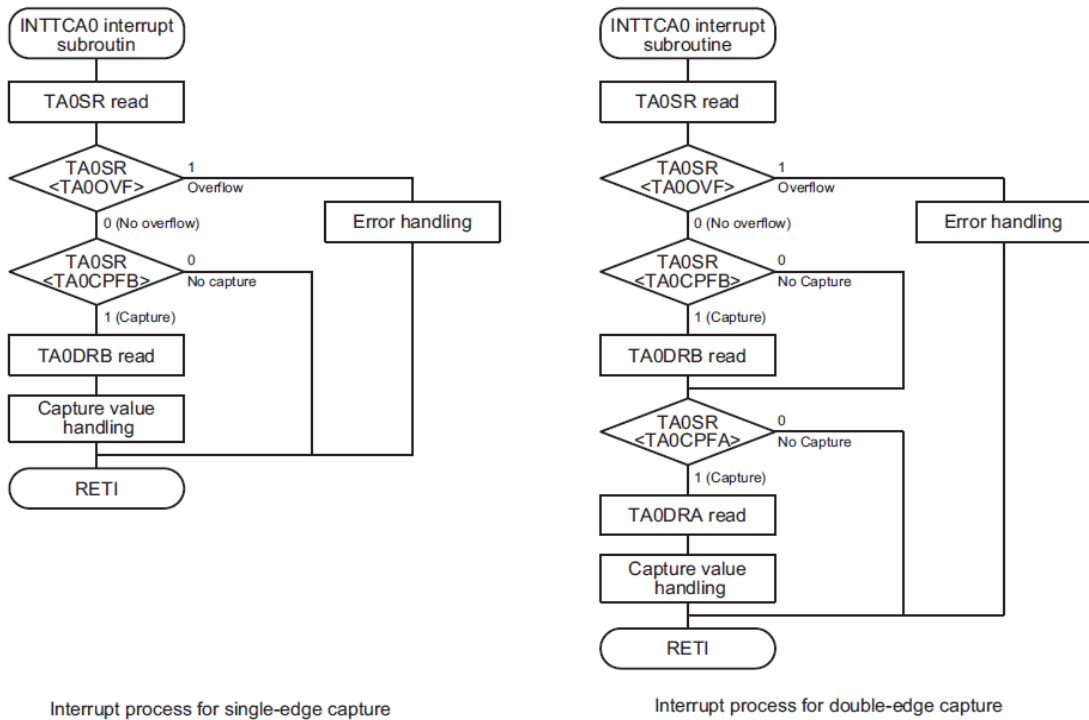 INTTCA0 interrupt
subroutin
TA0SR read
TA0SR
<TA0OVF>
1
Overflow
0 (No overflow)
Error handling
TA0SR
<TA0CPFB>
0
No capture
1 (Capture)
TA0DRB read
Capture value
handling
RETI
Interrupt process for single-edge capture
INTTCA0 interrupt
subroutine
TA0SR read
TA0SR
<TA0OVF>
1
Overflow
0 (No overflow)
Error handling
TA0SR
<TA0CPFB>
0
No Capture
1 (Capture)
TA0DRB read
TA0SR
<TA0CPFA>
0
No Capture
1 (Capture)
TA0DRA read
Capture value
handling
RETI
Interrupt process for double-edge capture